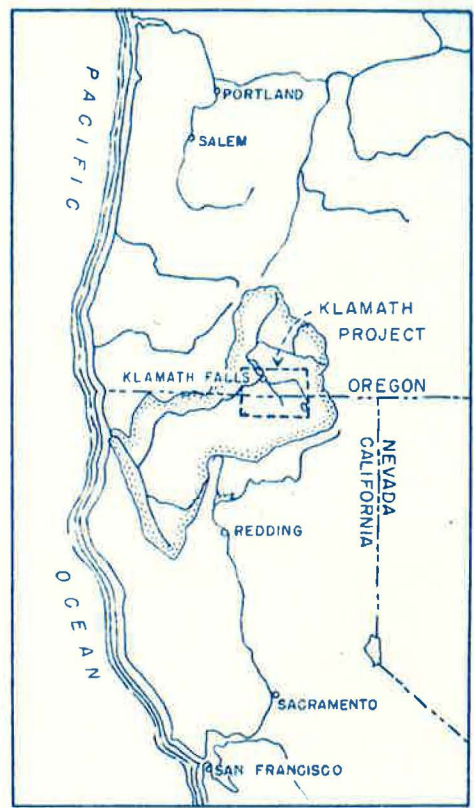 PACIFIC
PORTLAND
SALEM
KLAMATH
PROJECT
KLAMATH FALLS
OREGON
NEVADA
CALIFORNIA
REDDING
OCEAN
SACRAMENTO
SAN FRANCISCO